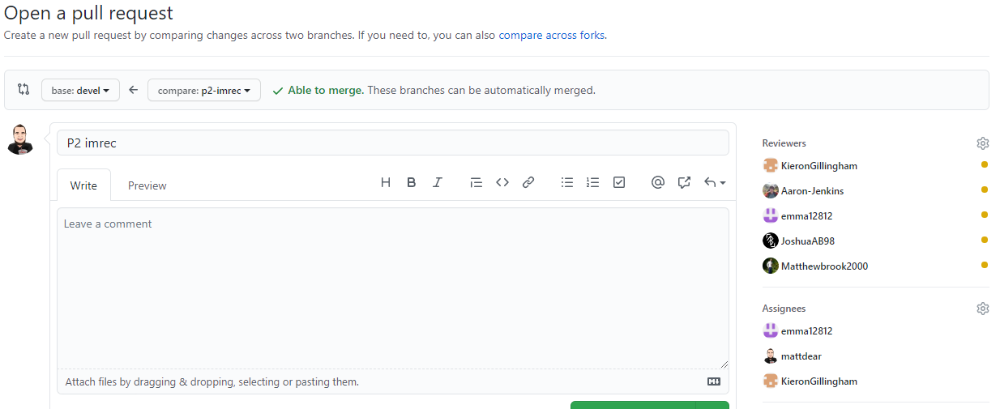 Open a pull request
Create a new pull request by comparing changes across two branches. If you need to, you can also compare across forks.
base: devel
compare: p2-imrec
Able to merge. These branches can be automatically merged.
P2 imrec
Write
Preview
Leave a comment
Attach files by dragging & dropping, selecting or pasting them.
Reviewers
KieronGillingham
Aaron-Jenkins
emma12812
JoshuaAB98
Matthewbrook2000
Assignees
emma12812
mattdear
KieronGillingham